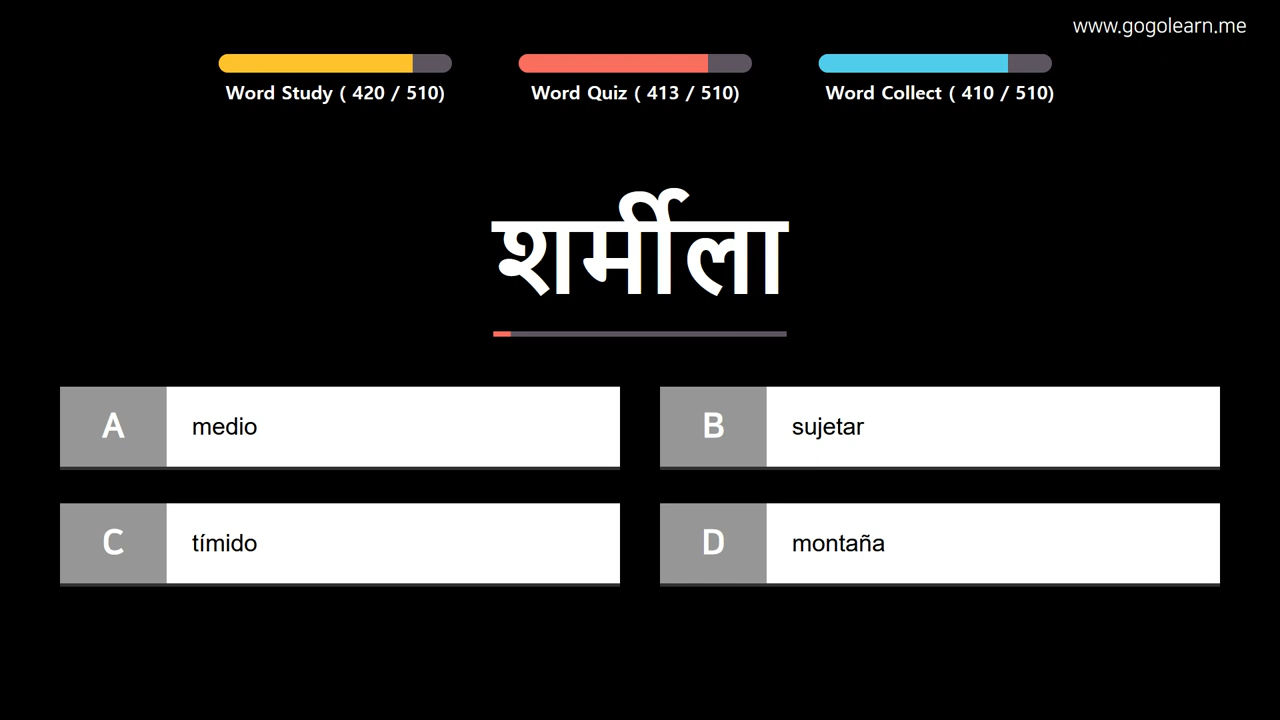 www.gogolearn.me
Word Study ( 420 / 510)
Word Quiz ( 413 / 510)
Word Collect ( 410 / 510)
शर्मीला
A medio
B sujetar
C tímido
D montaña